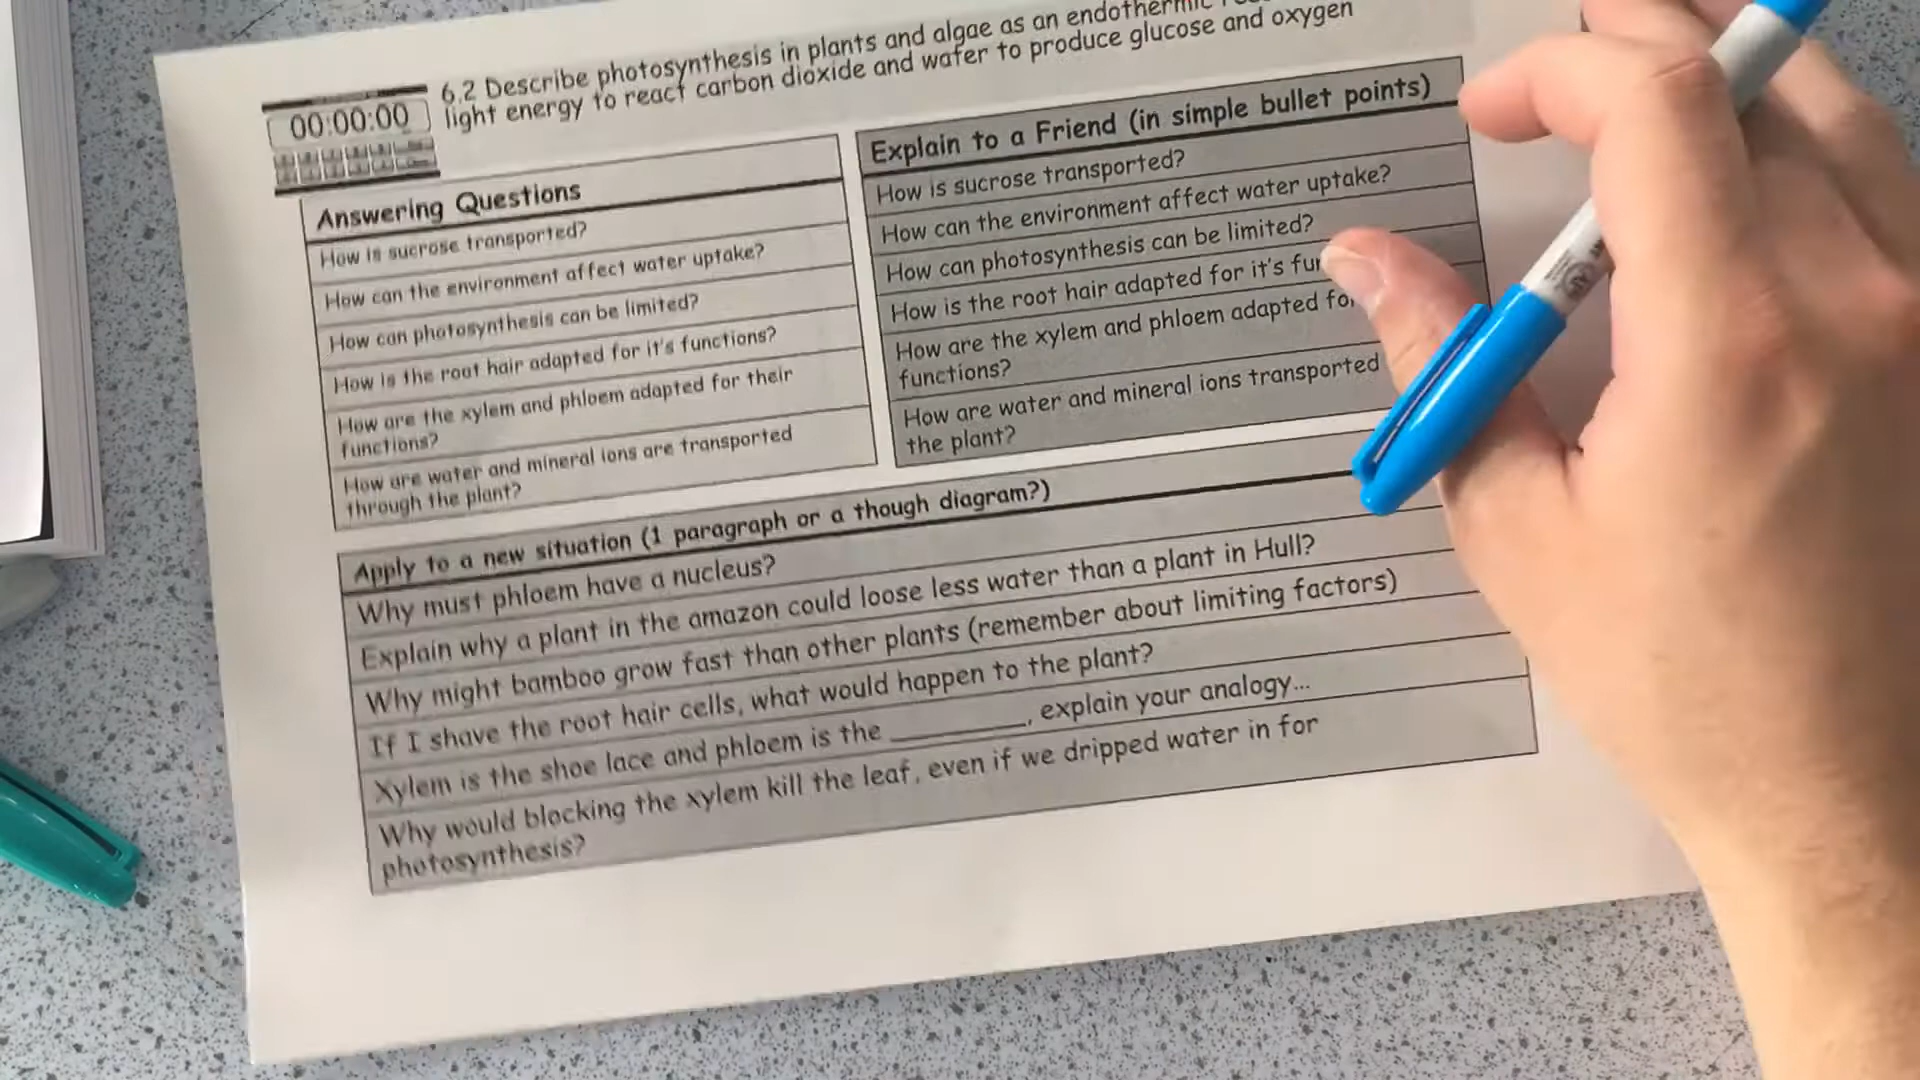 6.2 Describe photosynthesis in plants and algae as an endothermic
light energy to react carbon dioxide and water to produce glucose and oxygen
00:00:00
Answering Questions
How is sucrose transported?
How can the environment affect water uptake?
How can photosynthesis can be limited?
How is the root hair adapted for it's functions?
How are the xylem and phloem adapted for their
functions?
How are water and mineral ions are transported
through the plant?
Explain to a Friend (in simple bullet points)
How is sucrose transported?
How can the environment affect water uptake?
How can photosynthesis can be limited?
How is the root hair adapted for it's
How are the xylem and phloem adapted
functions?
How are water and mineral ions transported
the plant?
Apply to a new situation (1 paragraph or a though diagram?)
Why must phloem have a nucleus?
Explain why a plant in the amazon could loose less water than a plant in Hull?
Why might bamboo grow fast than other plants (remember about limiting factors)
If I shave the root hair cells, what would happen to the plant?
Xylem is the shoe lace and phloem is the __________, explain your analogy...
Why would blocking the xylem kill the leaf, even if we dripped water in for
photosynthesis?